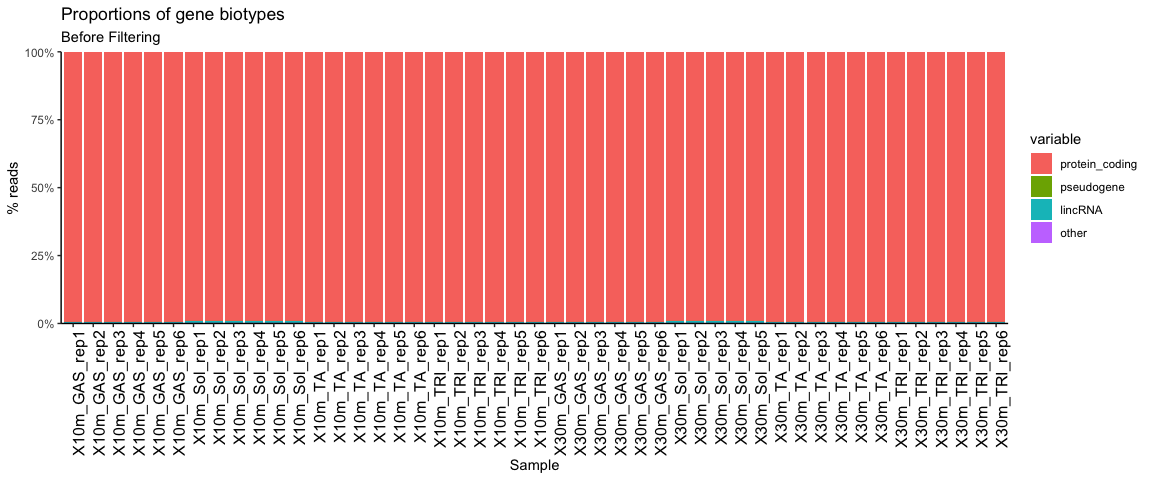 Proportions of gene biotypes
Before Filtering
% reads
100%
75%
50%
25%
0%
X10m_GAS_rep1
X10m_GAS_rep2
X10m_GAS_rep3
X10m_GAS_rep4
X10m_GAS_rep5
X10m_GAS_rep6
X10m_Sol_rep1
X10m_Sol_rep2
X10m_Sol_rep3
X10m_Sol_rep4
X10m_Sol_rep5
X10m_Sol_rep6
X10m_TA_rep1
X10m_TA_rep2
X10m_TA_rep3
X10m_TA_rep4
X10m_TA_rep5
X10m_TA_rep6
X10m_TRI_rep1
X10m_TRI_rep2
X10m_TRI_rep3
X10m_TRI_rep4
X10m_TRI_rep5
X10m_TRI_rep6
X30m_GAS_rep1
X30m_GAS_rep2
X30m_GAS_rep3
X30m_GAS_rep4
X30m_GAS_rep5
X30m_GAS_rep6
X30m_Sol_rep1
X30m_Sol_rep2
X30m_Sol_rep3
X30m_Sol_rep4
X30m_Sol_rep5
X30m_TA_rep1
X30m_TA_rep2
X30m_TA_rep3
X30m_TA_rep4
X30m_TA_rep5
X30m_TA_rep6
X30m_TRI_rep1
X30m_TRI_rep2
X30m_TRI_rep3
X30m_TRI_rep4
X30m_TRI_rep5
X30m_TRI_rep6
Sample
variable
protein_coding
pseudogene
lincRNA
other